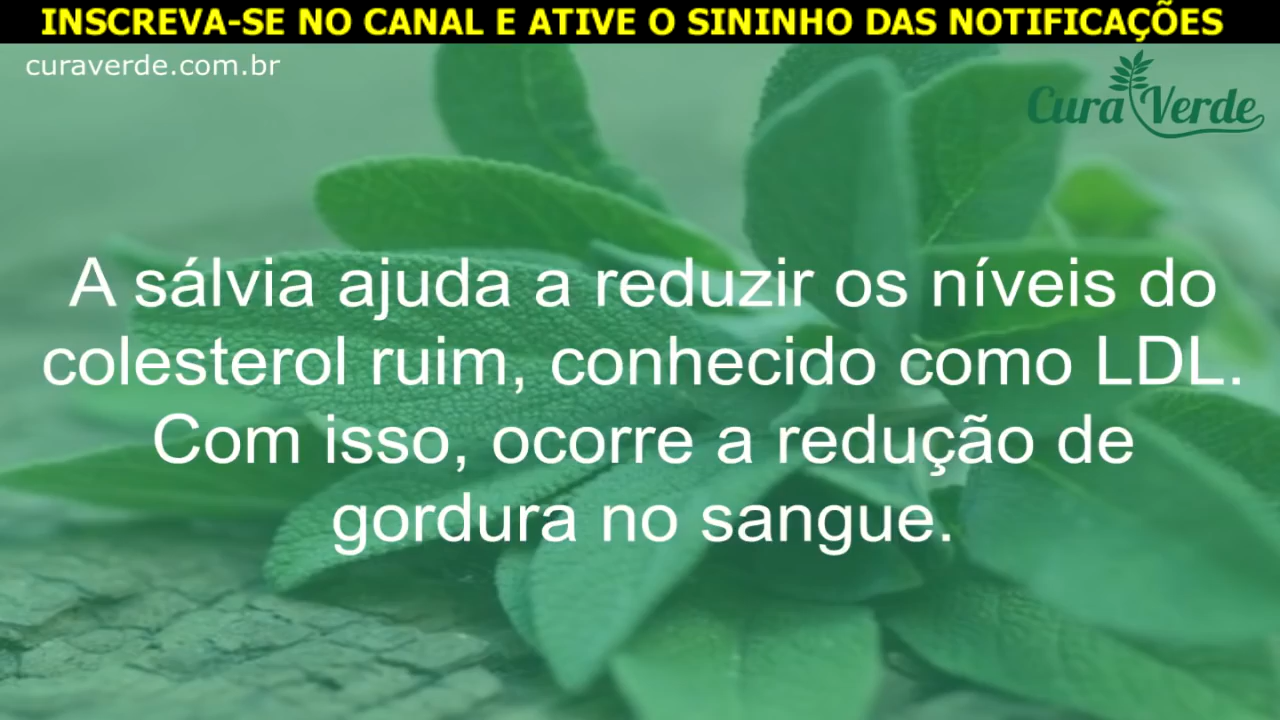 INSCREVA-SE NO CANAL E ATIVE O SININHO DAS NOTIFICAÇÕES
curaverde.com.br
Cura Verde
A sálvia ajuda a reduzir os níveis do
colesterol ruim, conhecido como LDL.
Com isso, ocorre a redução de
gordura no sangue.